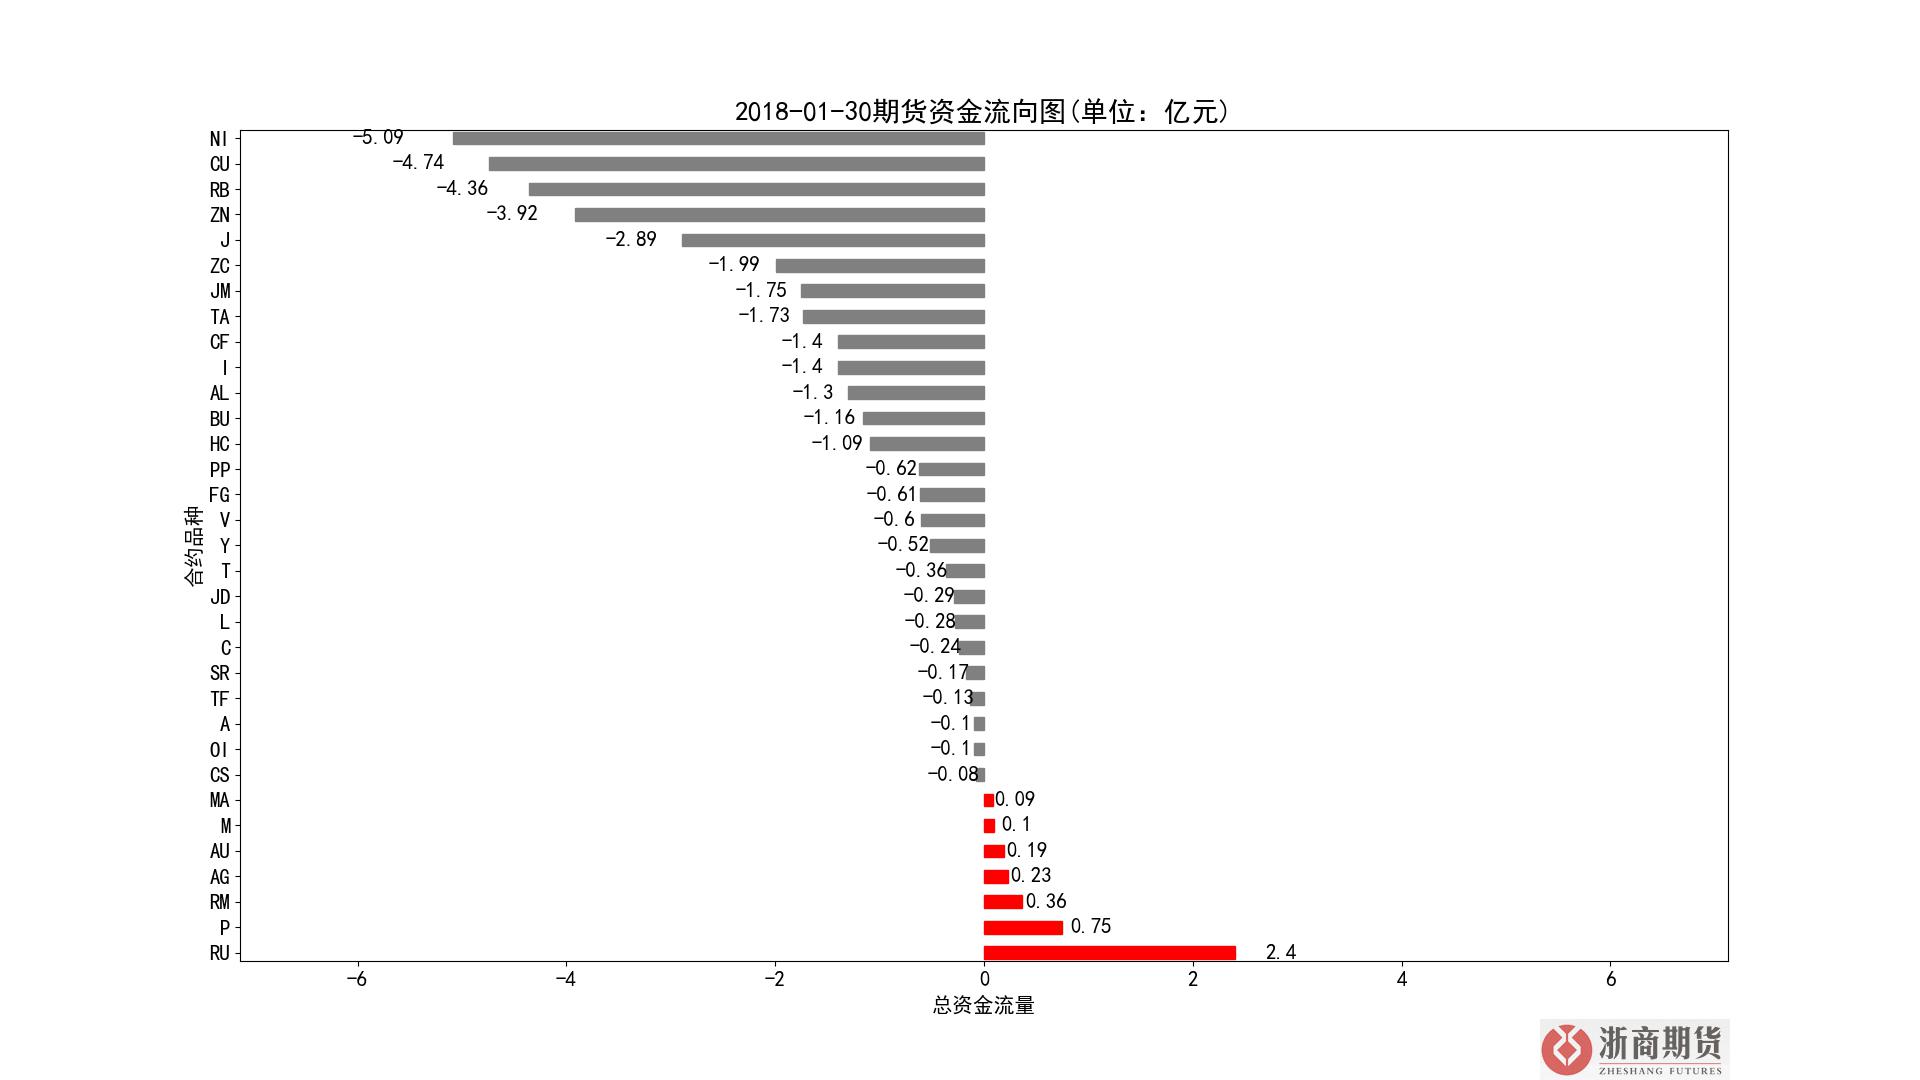 2018-01-30期货资金流向图(单位：亿元)
NI -5.09
CU -4.74
RB -4.36
ZN -3.92
J -2.89
ZC -1.99
JM -1.75
TA -1.73
CF -1.4
I -1.4
AL -1.3
BU -1.16
HC -1.09
PP -0.62
FG -0.61
V -0.6
Y -0.52
T -0.36
JD -0.29
L -0.28
C -0.24
SR -0.17
TF -0.13
A -0.1
OI -0.1
CS -0.08
MA 0.09
M 0.1
AU 0.19
AG 0.23
RM 0.36
P 0.75
RU 2.4
合约品种
-6 -4 -2 0 2 4 6
总资金流量
浙商期货
ZHESHANG FUTURES